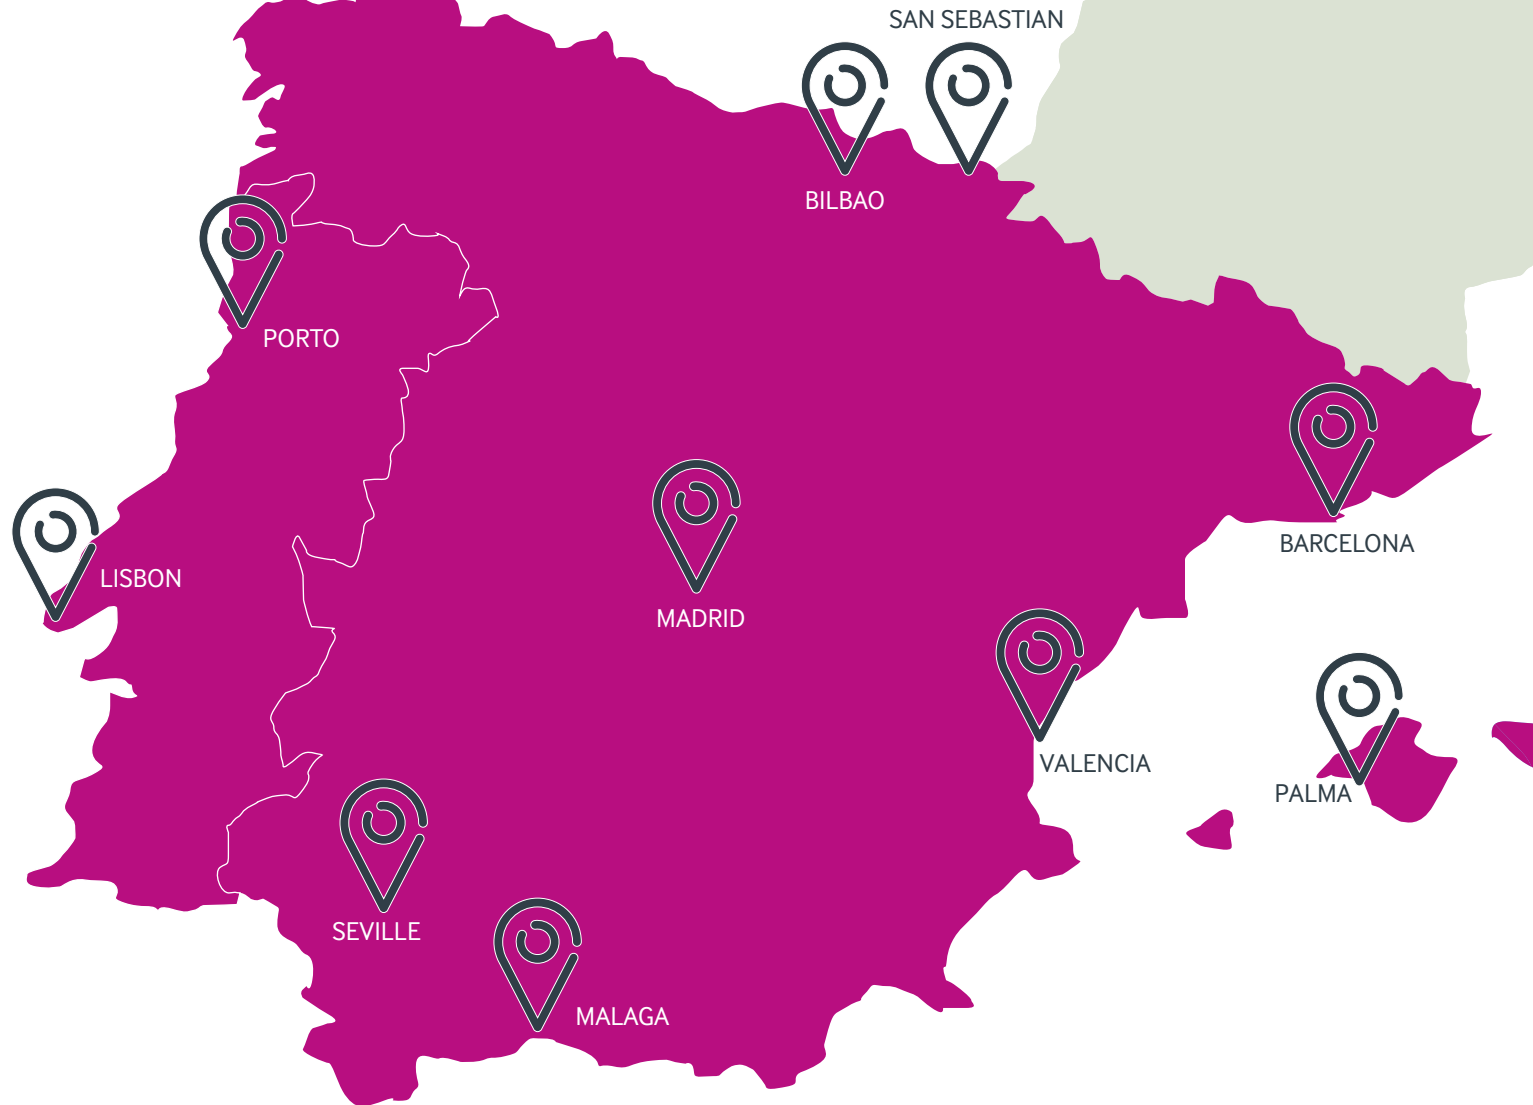 SAN SEBASTIAN
BILBAO
PORTO
BARCELONA
LISBON
MADRID
VALENCIA
PALMA
SEVILLE
MALAGA